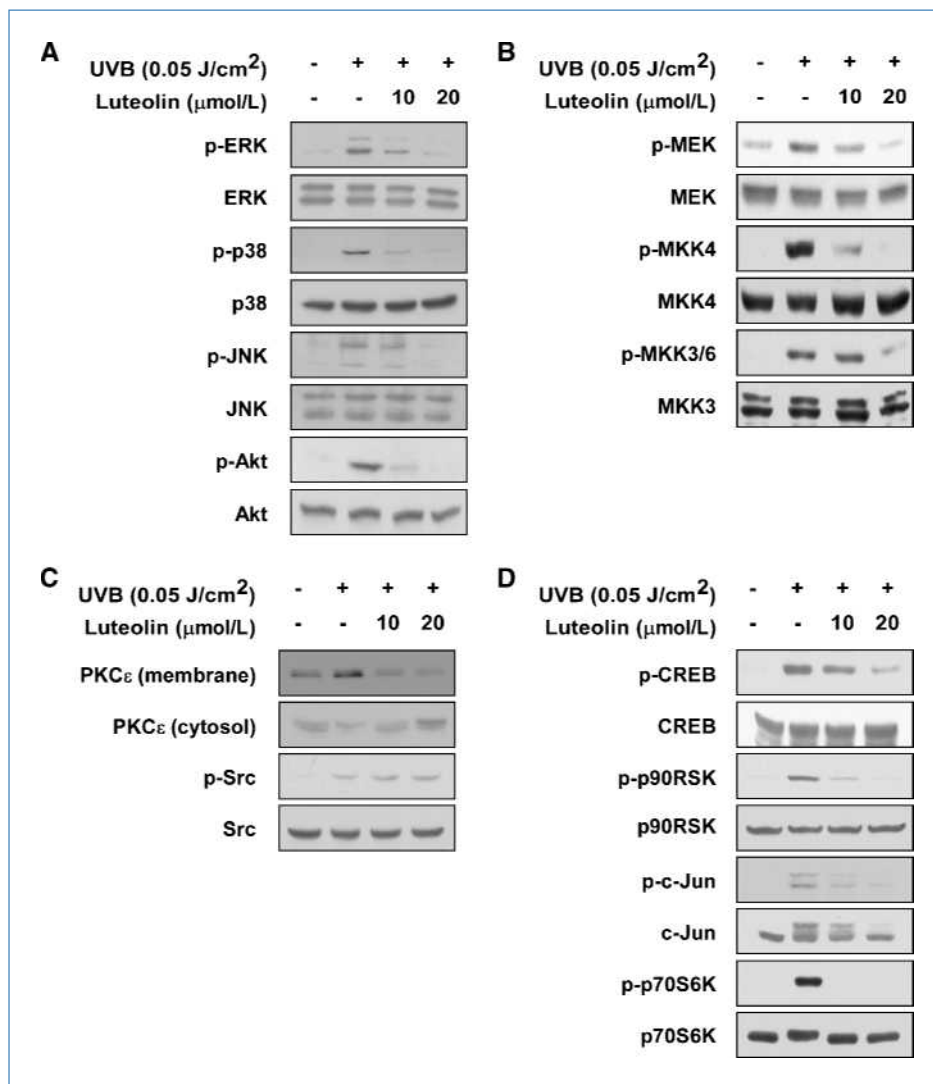 A
UVB (0.05 J/cm²) - + + +
Luteolin (μmol/L) - - 10 20
p-ERK
ERK
p-p38
p38
p-JNK
JNK
p-Akt
Akt
B
UVB (0.05 J/cm²) - + + +
Luteolin (μmol/L) - - 10 20
p-MEK
MEK
p-MKK4
MKK4
p-MKK3/6
MKK3
C
UVB (0.05 J/cm²) - + + +
Luteolin (μmol/L) - - 10 20
PKCε (membrane)
PKCε (cytosol)
p-Src
Src
D
UVB (0.05 J/cm²) - + + +
Luteolin (μmol/L) - - 10 20
p-CREB
CREB
p-p90RSK
p90RSK
p-c-Jun
c-Jun
p-p70S6K
p70S6K